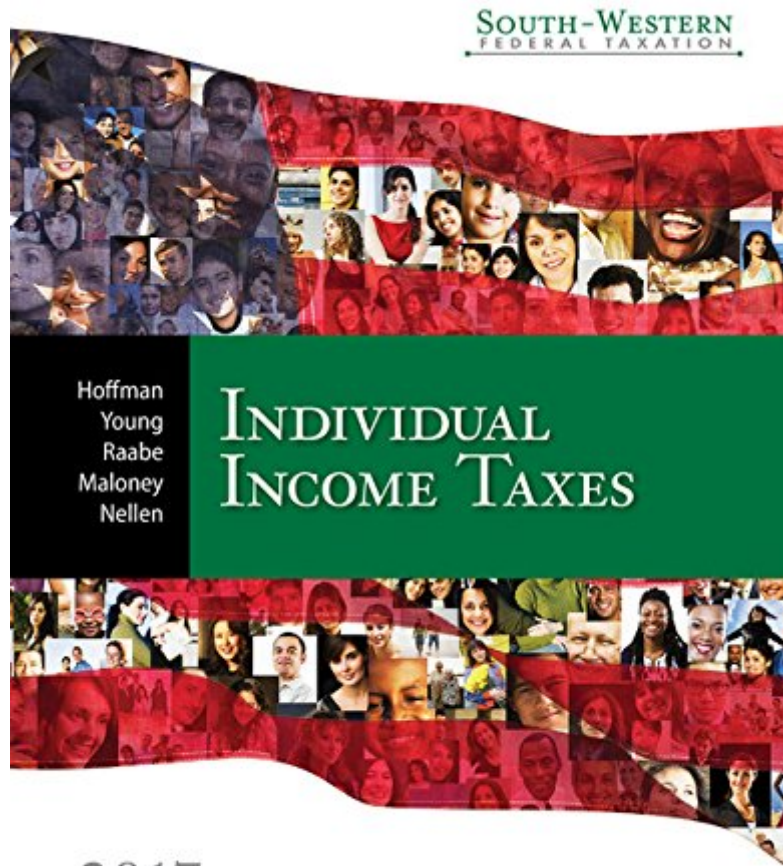 SOUTH-WESTERN
FEDERAL TAXATION
Hoffman
Young
Raabe
Maloney
Nellen
INDIVIDUAL
INCOME TAXES